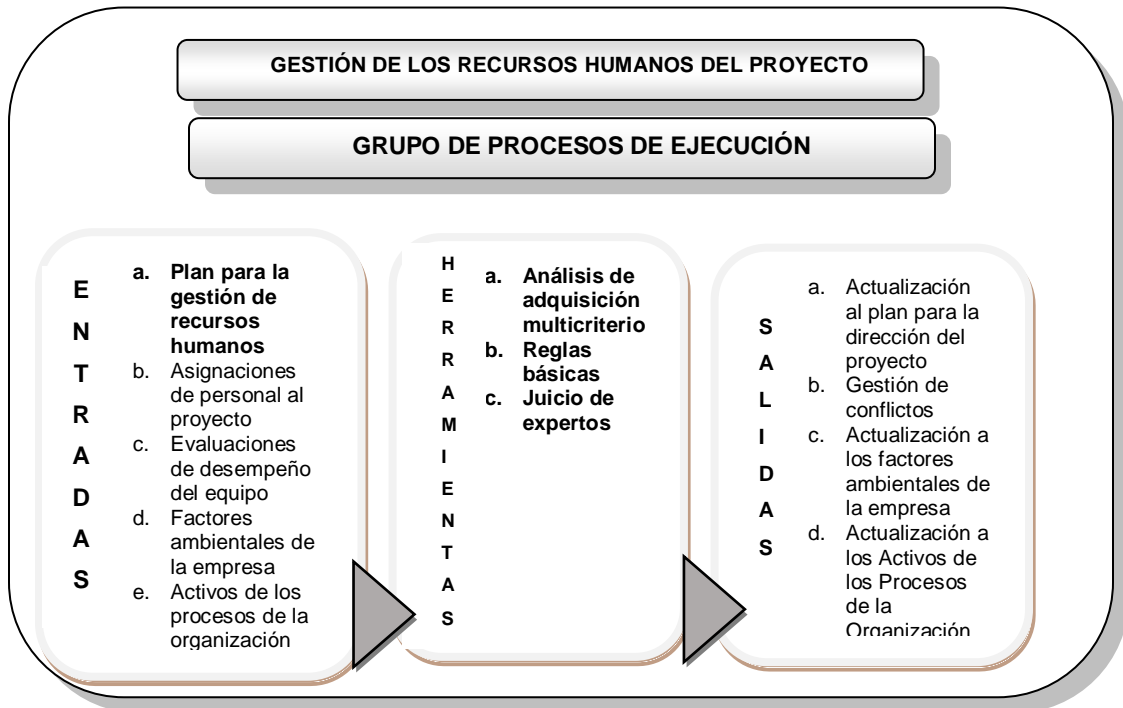 GESTIÓN DE LOS RECURSOS HUMANOS DEL PROYECTO
GRUPO DE PROCESOS DE EJECUCIÓN
ENTRADAS
a. Plan para la
gestión de
recursos
humanos
b. Asignaciones
de personal al
proyecto
c. Evaluaciones
de desempeño
del equipo
d. Factores
ambientales de
la empresa
e. Activos de los
procesos de la
organización
HERRAMIENTAS
a. Análisis de
adquisición
multicriterio
b. Reglas
básicas
c. Juicio de
expertos
SALIDAS
a. Actualización
al plan para la
dirección del
proyecto
b. Gestión de
conflictos
c. Actualización a
los factores
ambientales de
la empresa
d. Actualización a
los Activos de
los Procesos
de la
Organización